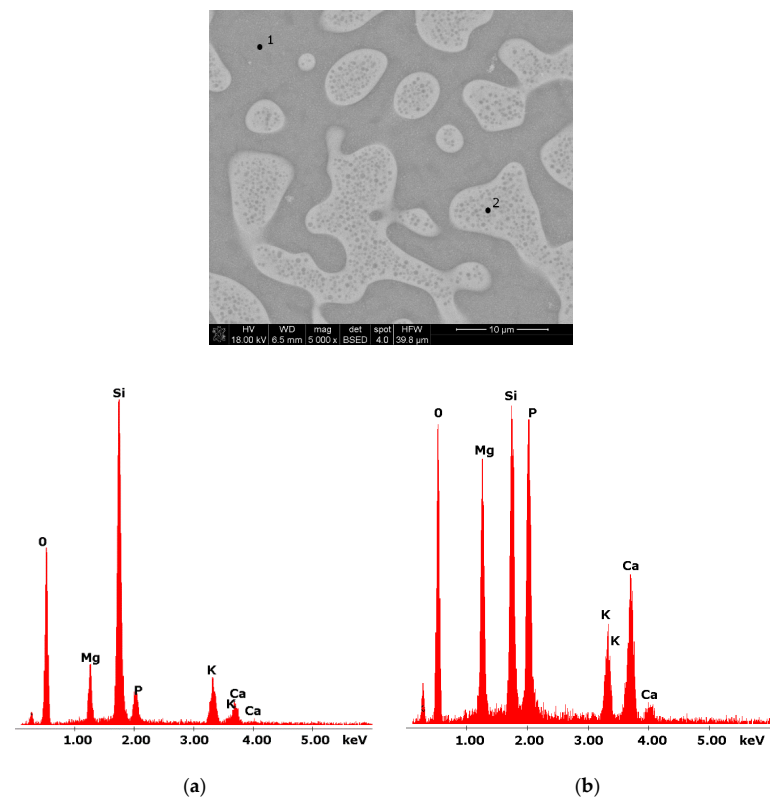 1
2
HV WD mag det spot HFW
18.00 kV 6.5 mm 5 000 x BSED 4.0 39.8 µm
10 µm
Si
O
Mg
P
K
K
Ca
Ca
1.00 2.00 3.00 4.00 5.00 keV
O
Mg
Si
P
K
K
Ca
Ca
1.00 2.00 3.00 4.00 5.00 keV
(a) (b)